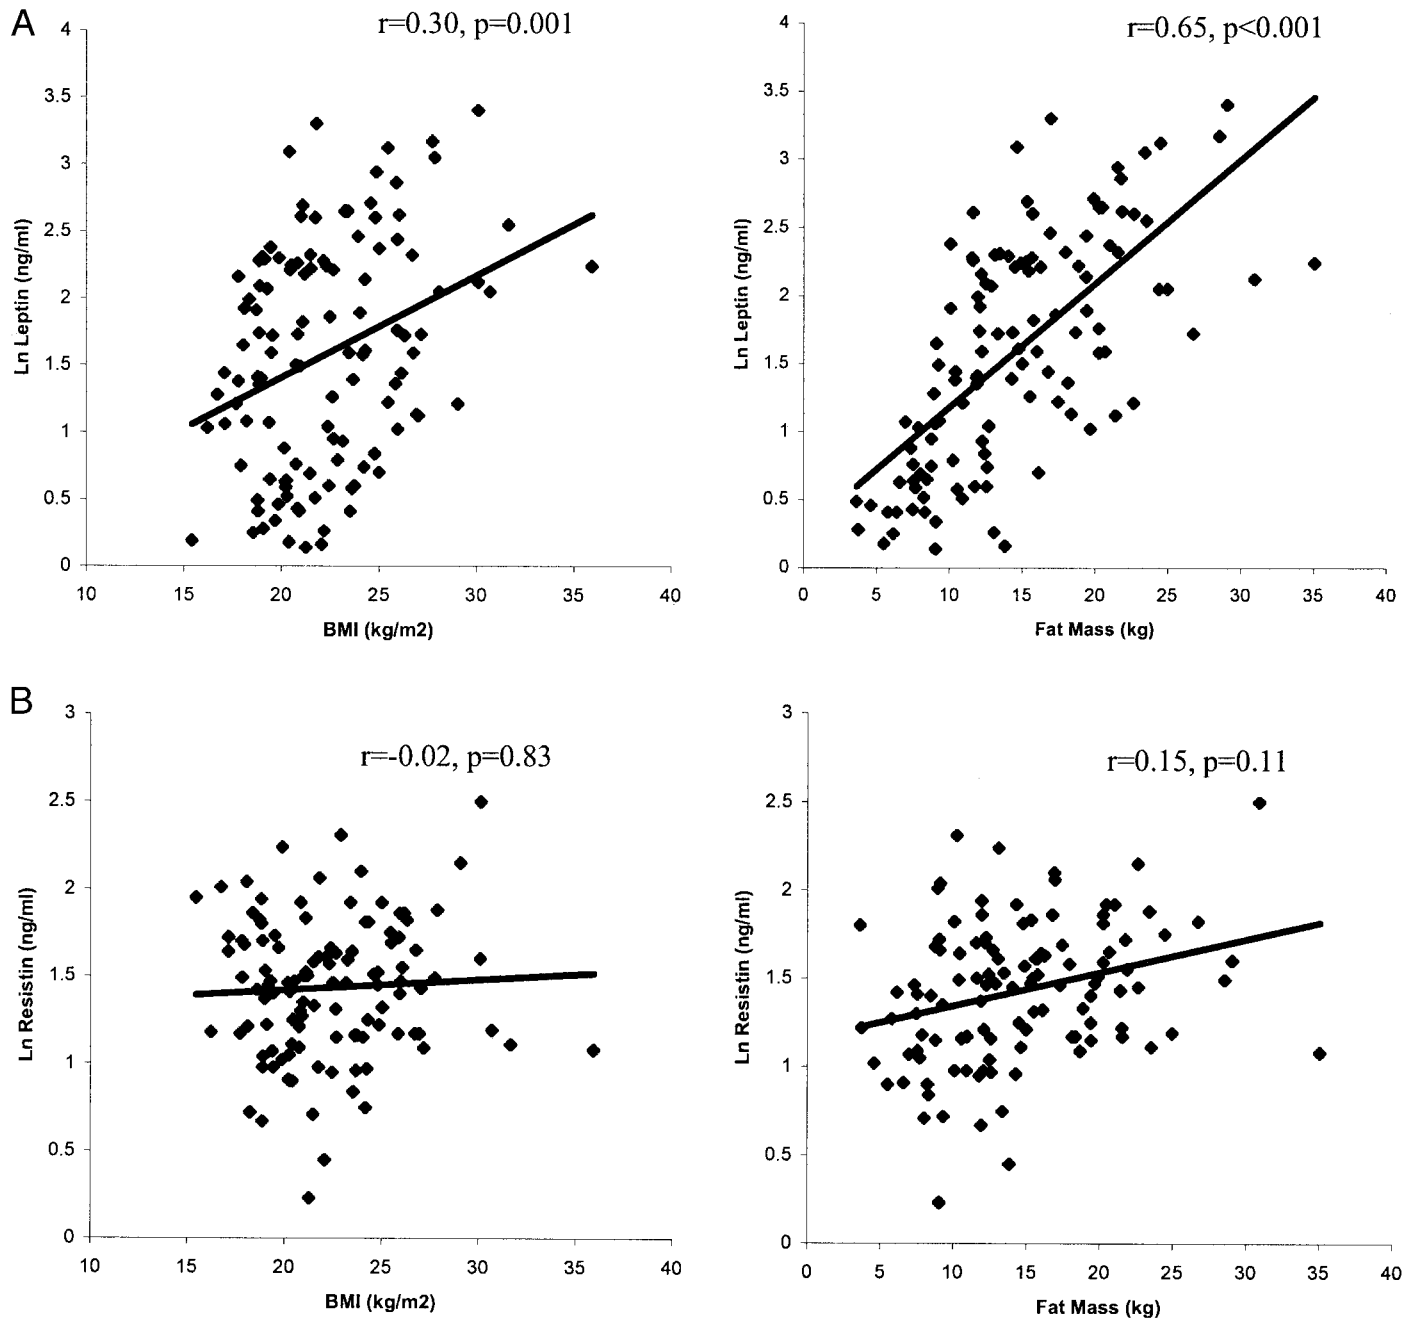 A
r=0.30, p=0.001
4
3.5
3
2.5
2
1.5
1
0.5
0
Ln Leptin (ng/ml)
10 15 20 25 30 35 40
BMI (kg/m2)
r=0.65, p<0.001
4
3.5
3
2.5
2
1.5
1
0.5
0
Ln Leptin (ng/ml)
0 5 10 15 20 25 30 35 40
Fat Mass (kg)
B
r=-0.02, p=0.83
3
2.5
2
1.5
1
0.5
0
Ln Resistin (ng/ml)
10 15 20 25 30 35 40
BMI (kg/m2)
r=0.15, p=0.11
3
2.5
2
1.5
1
0.5
0
Ln Resistin (ng/ml)
0 5 10 15 20 25 30 35 40
Fat Mass (kg)